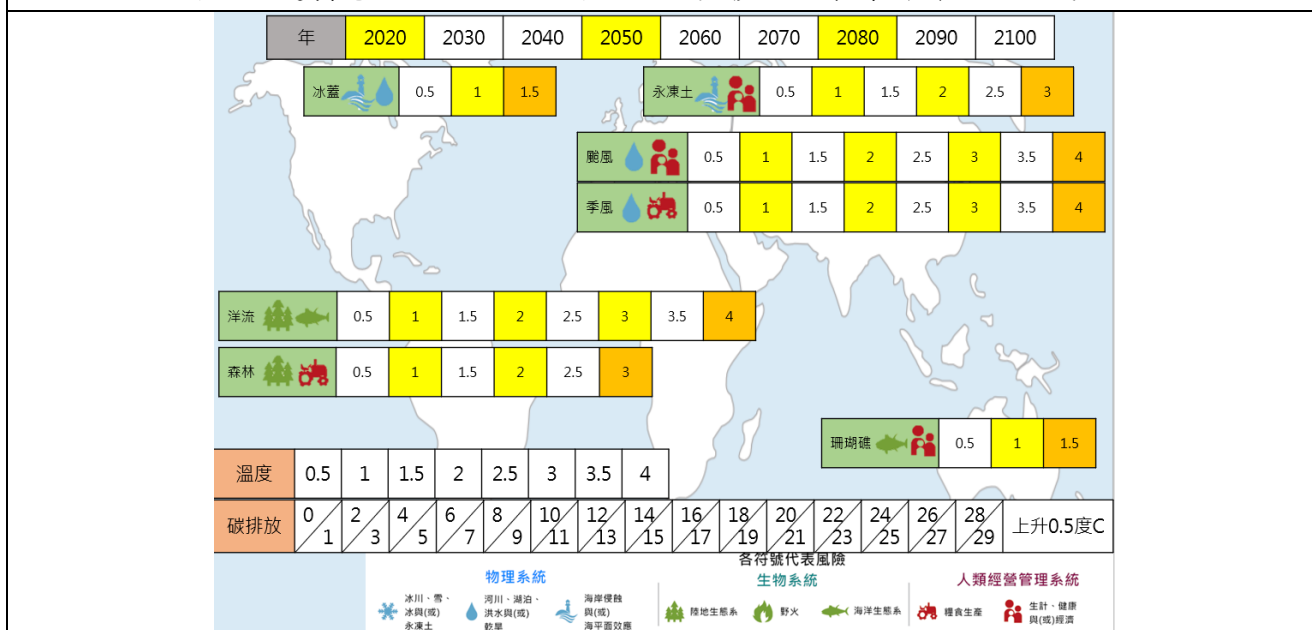 年 2020 2030 2040 2050 2060 2070 2080 2090 2100
冰蓋 0.5 1 1.5
永凍土 0.5 1 1.5 2 2.5 3
颱風 0.5 1 1.5 2 2.5 3 3.5 4
季風 0.5 1 1.5 2 2.5 3 3.5 4
洋流 0.5 1 1.5 2 2.5 3 3.5 4
森林 0.5 1 1.5 2 2.5 3
珊瑚礁 0.5 1 1.5
溫度 0.5 1 1.5 2 2.5 3 3.5 4
碳排放 0/1 2/3 4/5 6/7 8/9 10/11 12/13 14/15 16/17 18/19 20/21 22/23 24/25 26/27 28/29 上升0.5度C
各符號代表風險
物理系統
冰川、雪、
冰與(或)
永凍土
河川、湖泊、
洪水與(或)
乾旱
海岸侵蝕
與(或)
海平面效應
生物系統
陸地生態系
野火
海洋生態系
人類經營管理系統
糧食生產
生計、健康
與(或)經濟